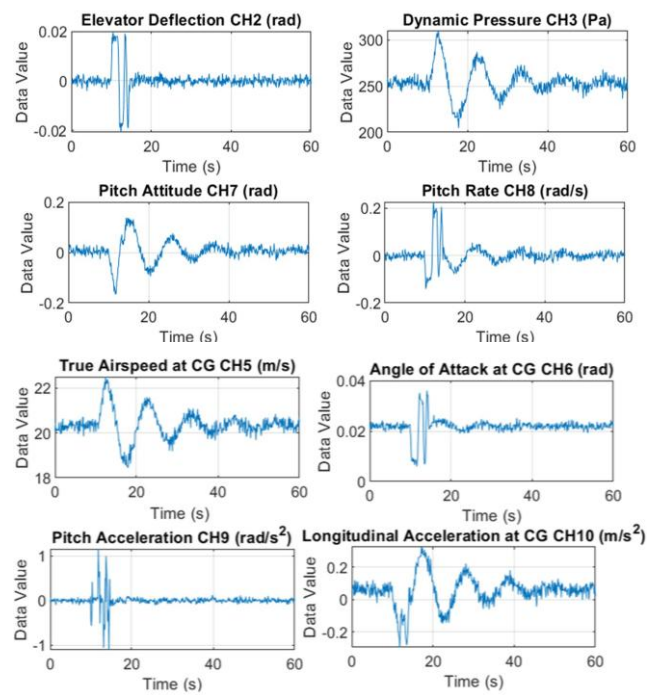 Elevator Deflection CH2 (rad)
Data Value
0.02
0
-0.02
0 20 40 60
Time (s)
Dynamic Pressure CH3 (Pa)
Data Value
300
250
200
0 20 40 60
Time (s)
Pitch Attitude CH7 (rad)
Data Value
0.2
0
-0.2
0 20 40 60
Time (s)
Pitch Rate CH8 (rad/s)
Data Value
0.2
0
-0.2
0 20 40 60
Time (s)
True Airspeed at CG CH5 (m/s)
Data Value
22
20
18
0 20 40 60
Time (s)
Angle of Attack at CG CH6 (rad)
Data Value
0.04
0.02
0
0 20 40 60
Time (s)
Pitch Acceleration CH9 (rad/s²)
Data Value
1
0
-1
0 20 40 60
Time (s)
Longitudinal Acceleration at CG CH10 (m/s²)
Data Value
0.2
0
-0.2
0 20 40 60
Time (s)